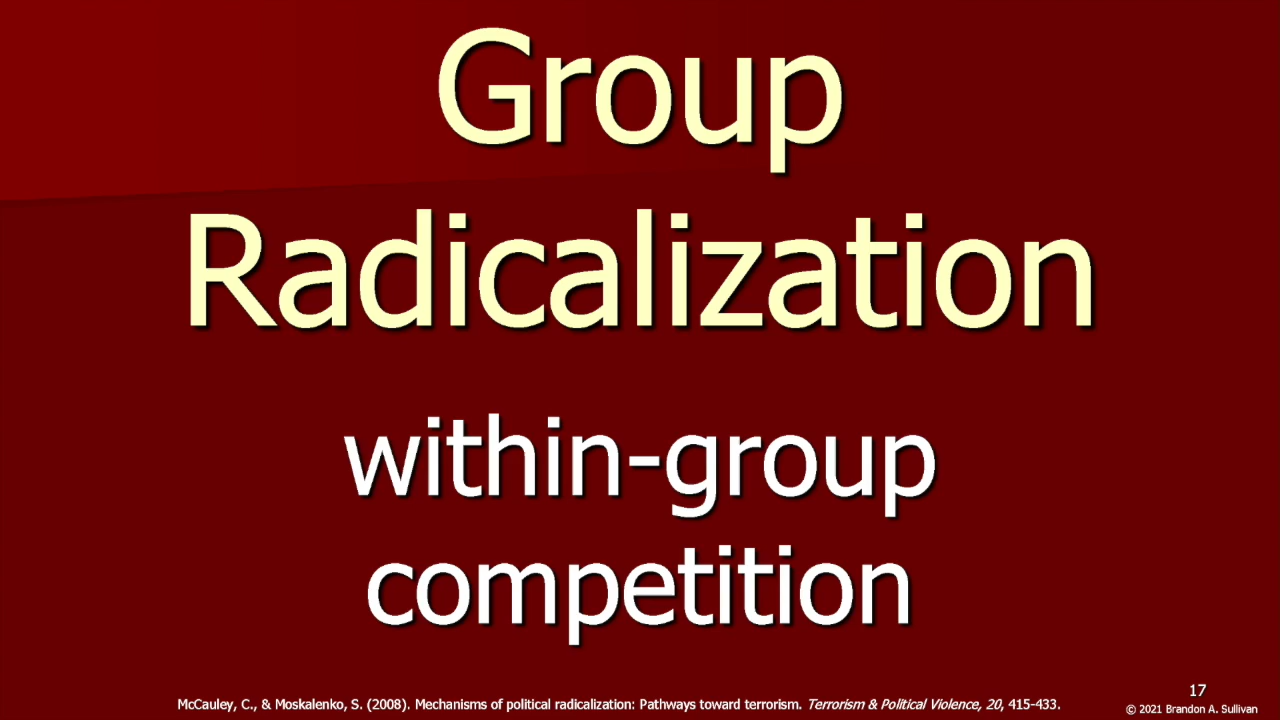 Group
Radicalization
within-group
competition
17
McCauley, C., & Moskalenko, S. (2008). Mechanisms of political radicalization: Pathways toward terrorism. Terrorism & Political Violence, 20, 415-433.
© 2021 Brandon A. Sullivan